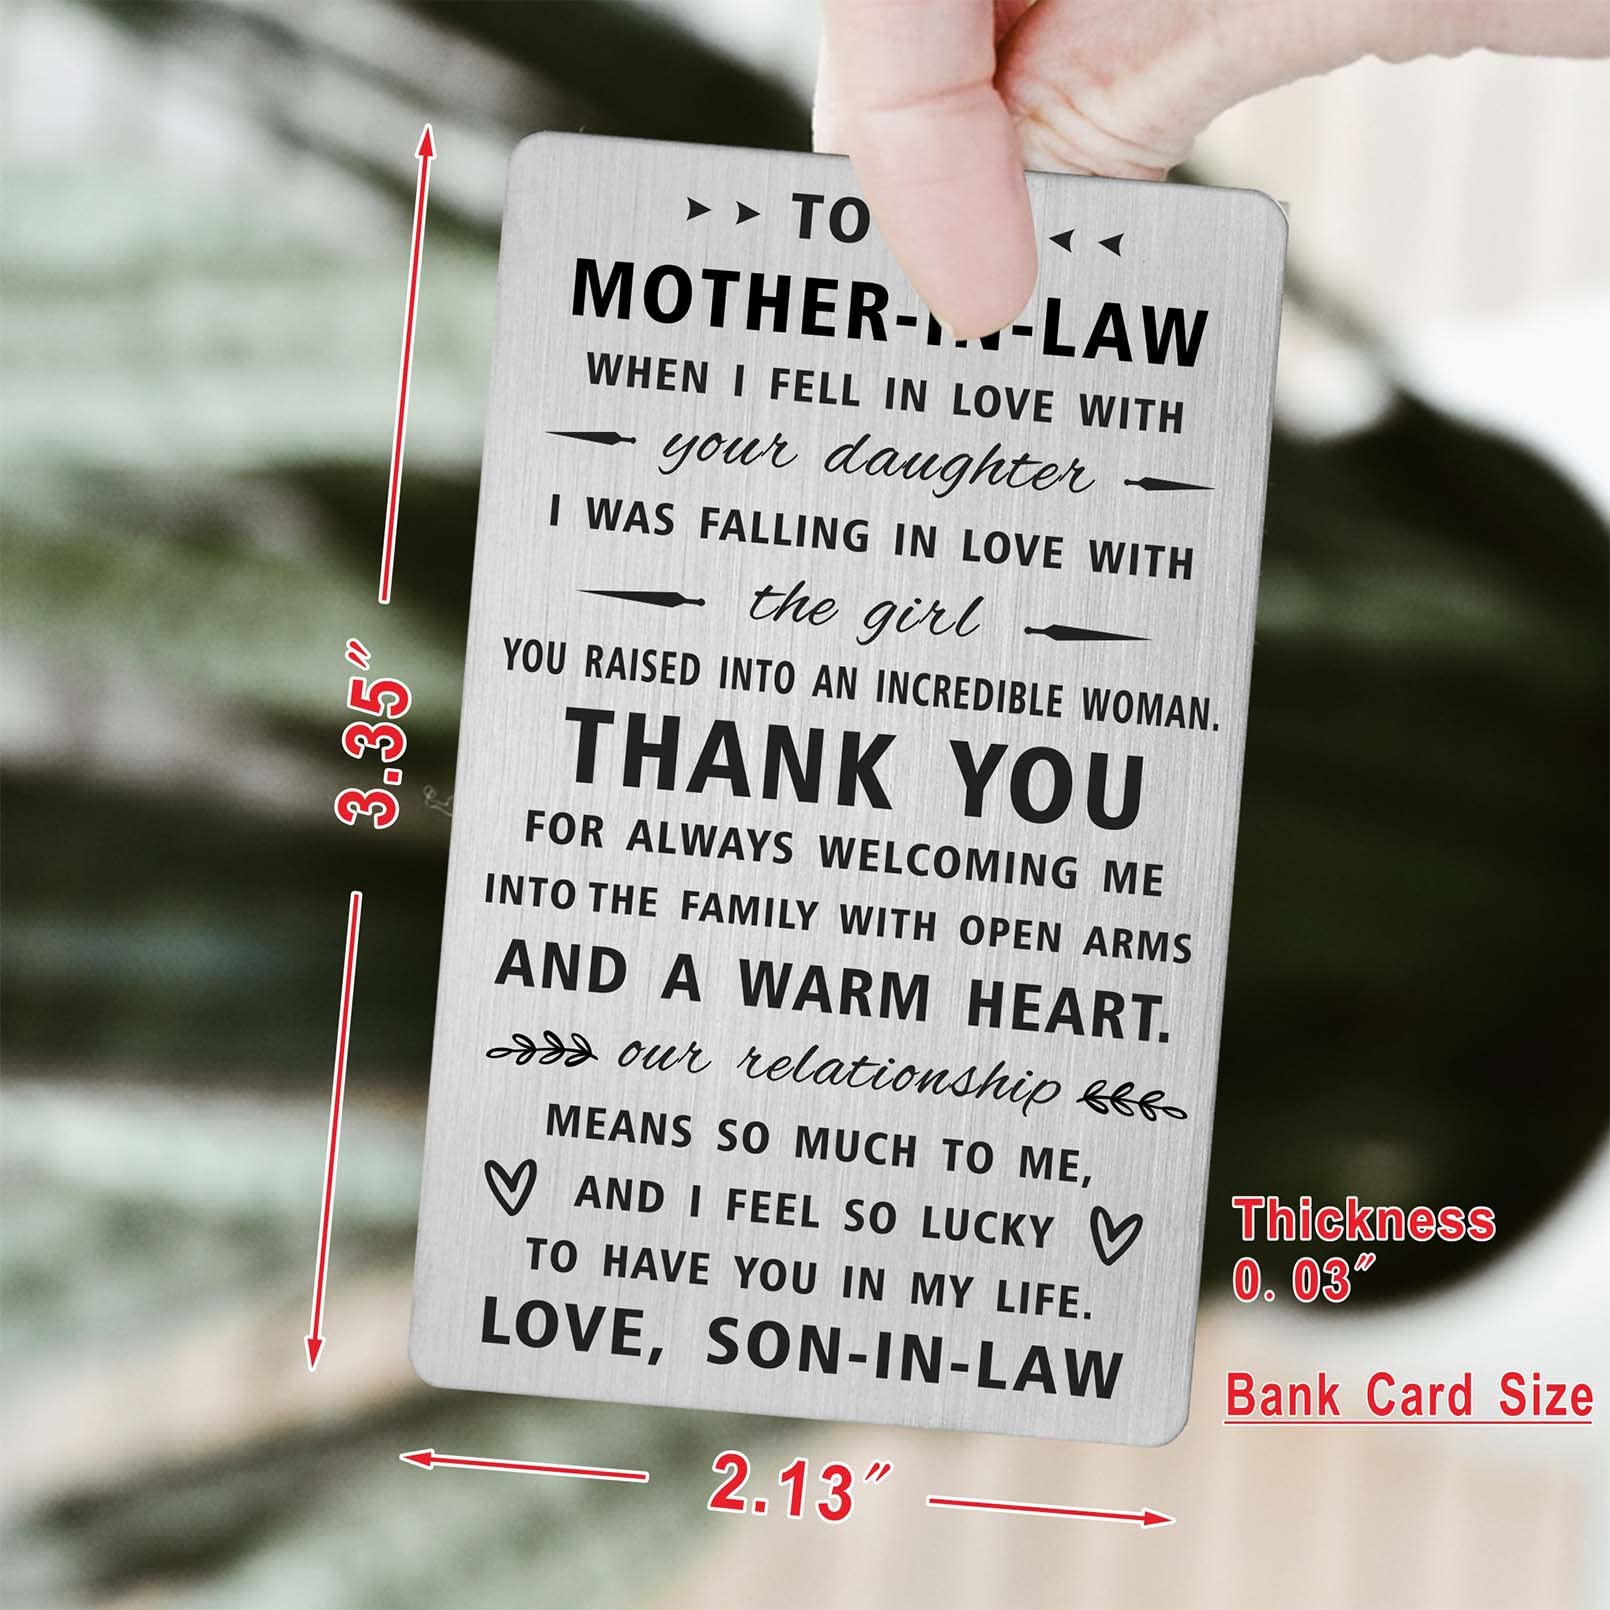 TO
MOTHER-IN-LAW
WHEN I FELL IN LOVE WITH
your daughter
I WAS FALLING IN LOVE WITH
the girl
YOU RAISED INTO AN INCREDIBLE WOMAN.
THANK YOU
FOR ALWAYS WELCOMING ME
INTO THE FAMILY WITH OPEN ARMS
AND A WARM HEART.
our relationship
MEANS SO MUCH TO ME,
AND I FEEL SO LUCKY
TO HAVE YOU IN MY LIFE.
LOVE, SON-IN-LAW
3.35"
2.13"
Thickness
0. 03"
Bank Card Size